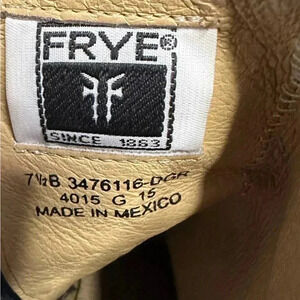 FRYE®
SINCE 1863
7½B 3476116-DGR
4015 G 15
MADE IN MEXICO